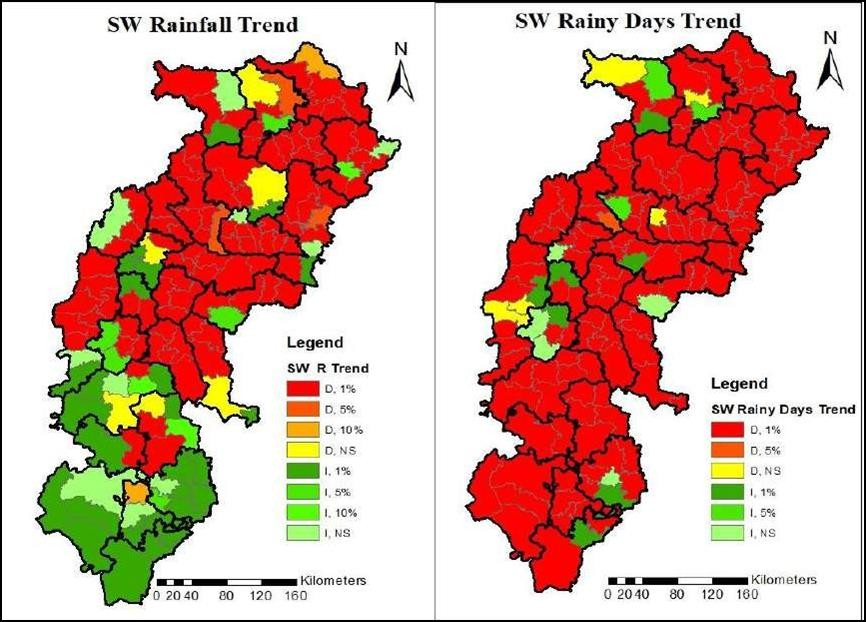 SW Rainfall Trend
N
Legend
SW R Trend
D, 1%
D, 5%
D, 10%
D, NS
I, 1%
I, 5%
I, 10%
I, NS
Kilometers
0 20 40 80 120 160
SW Rainy Days Trend
N
Legend
SW Rainy Days Trend
D, 1%
D, 5%
D, NS
I, 1%
I, 5%
I, NS
Kilometers
0 20 40 80 120 160